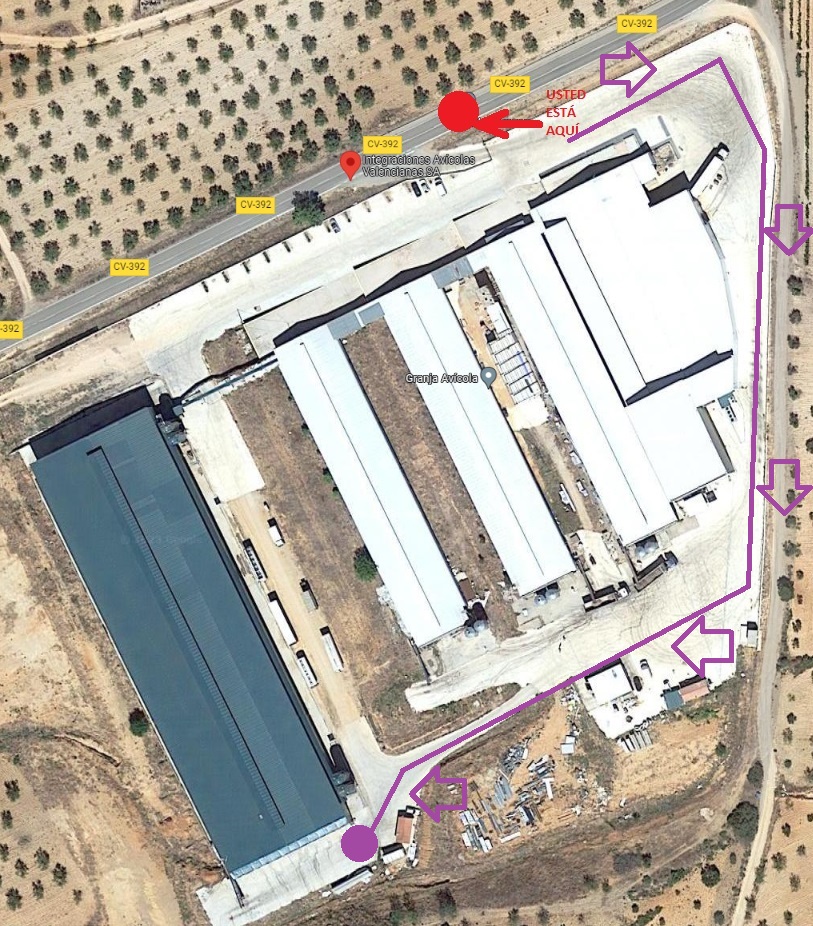 CV-392
CV-392
USTED
ESTÁ
AQUÍ
CV-392
Integraciones Avícolas
Valencianas SA
CV-392
CV-392
-392
Granja Avícola